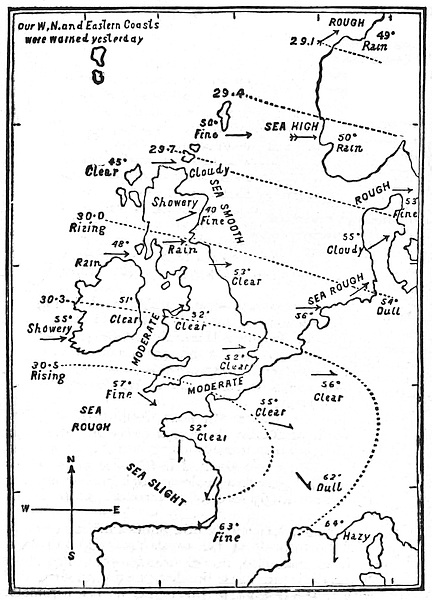 Our W, N. and Eastern Coasts
were warned yesterday
ROUGH
29.1
49°
Rain
29.4
50°
Fine
SEA HIGH
50°
Rain
29.7
45°
Clear
Cloudy
ROUGH
53°
Fine
Showery
SEA SMOOTH
40
Fine
30.0
Rising
55°
Cloudy
48°
Rain
Rain
53°
Clear
SEA ROUGH
54°
Dull
30.3
51°
Clear
52°
Clear
56°
55°
Showery
MODERATE
52°
Clear
30.5
Rising
57°
Fine
MODERATE
56°
Clear
55°
Clear
SEA
ROUGH
52°
Clear
SEA SLIGHT
62°
Dull
N
W
E
S
63°
Fine
64°
Hazy